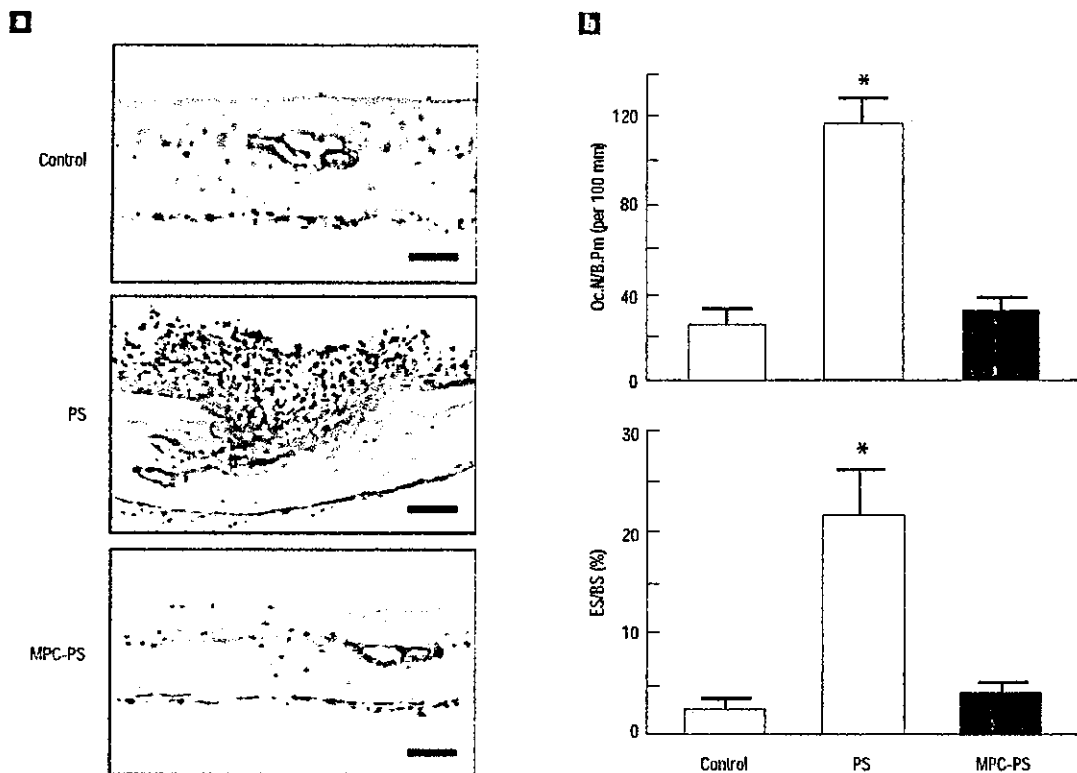 a
Control
PS
MPC-PS
b
Oc.N/B.Pm (per 100 mm)
120
80
40
0
*
ES/BS (%)
30
20
10
0
*
Control
PS
MPC-PS